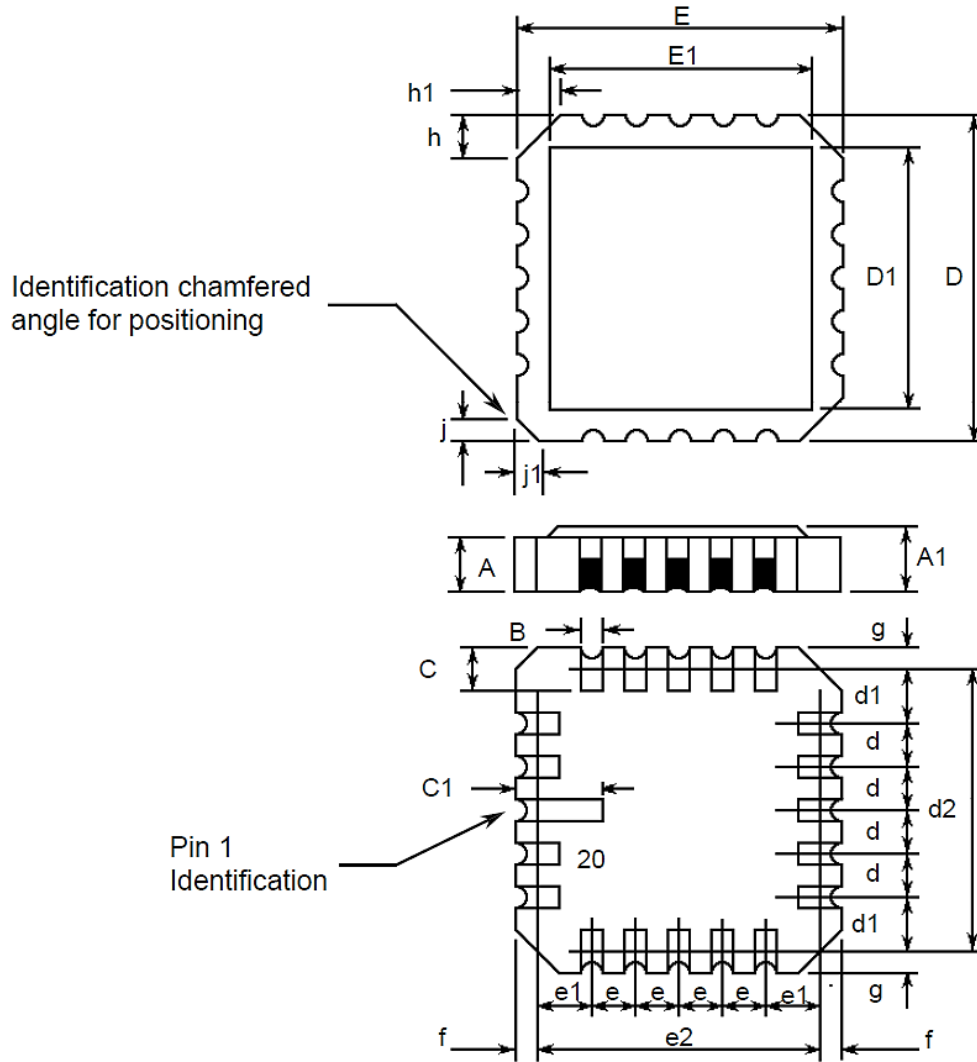 E
E1
h1
h
Identification chamfered
angle for positioning
D1
D
j
j1
A
A1
B
g
C
d1
d
C1
d
d2
Pin 1
Identification
20
d
d
d1
e1 e e e e e1
g
f
e2
f